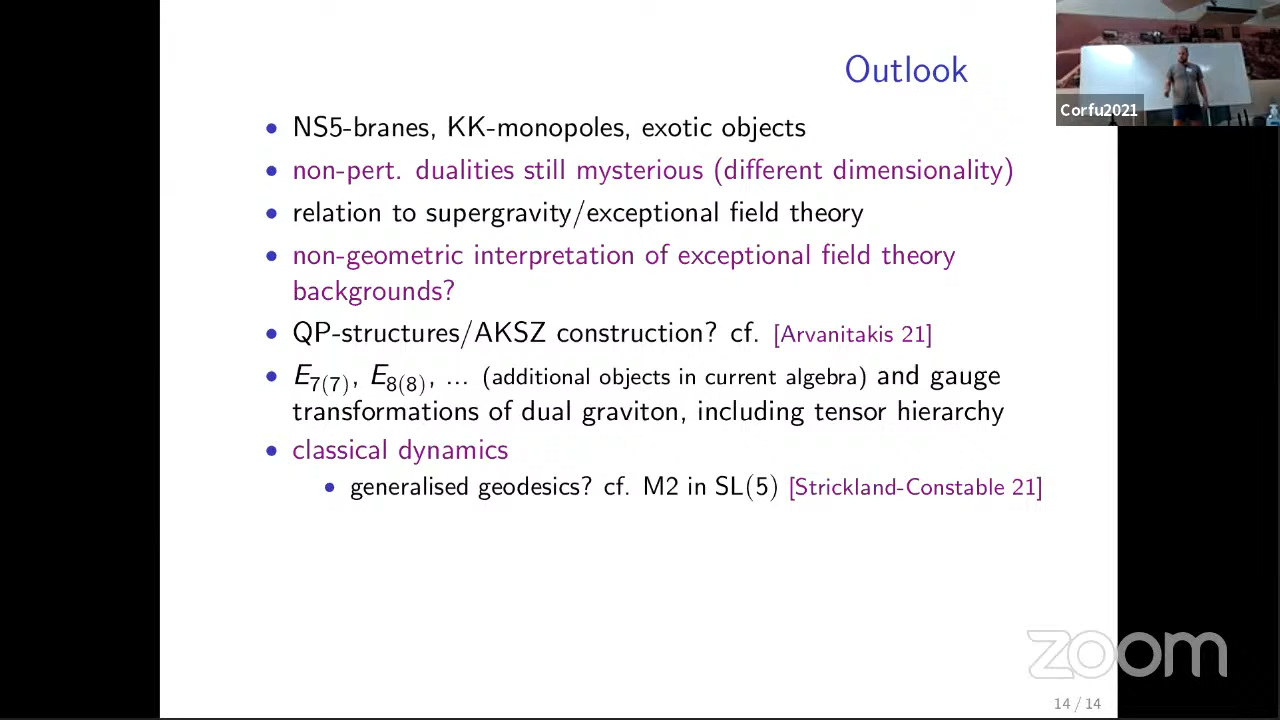 Outlook
Corfu2021
• NS5-branes, KK-monopoles, exotic objects
• non-pert. dualities still mysterious (different dimensionality)
• relation to supergravity/exceptional field theory
• non-geometric interpretation of exceptional field theory
backgrounds?
• QP-structures/AKSZ construction? cf. [Arvanitakis 21]
• E7(7), E8(8), ... (additional objects in current algebra) and gauge
transformations of dual graviton, including tensor hierarchy
• classical dynamics
• generalised geodesics? cf. M2 in SL(5) [Strickland-Constable 21]
zoom
14 / 14